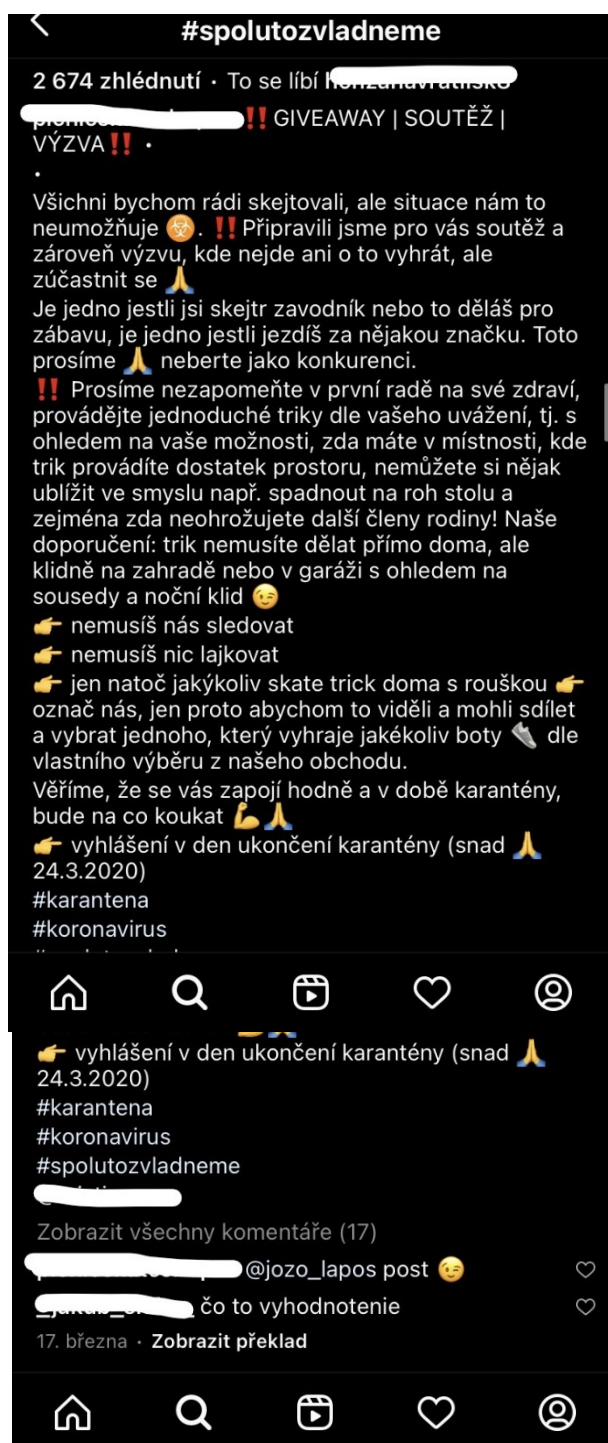 #spolutozvladneme
2 674 zhlédnutí • To se líbí
‼️ GIVEAWAY | SOUTĚŽ |
VÝZVA‼️ •
•
Všichni bychom rádi skejtovali, ale situace nám to
neumožňuje ☣️. ‼️Připravili jsme pro vás soutěž a
zároveň výzvu, kde nejde ani o to vyhrát, ale
zúčastnit se 🙏
Je jedno jestli jsi skejtr zavodník nebo to děláš pro
zábavu, je jedno jestli jezdíš za nějakou značku. Toto
prosíme 🙏 neberte jako konkurenci.
‼️ Prosíme nezapomeňte v první radě na své zdraví,
provádějte jednoduché triky dle vašeho uvážení, tj. s
ohledem na vaše možnosti, zda máte v místnosti, kde
trik provádíte dostatek prostoru, nemůžete si nějak
ublížit ve smyslu např. spadnout na roh stolu a
zejména zda neohrožujete další členy rodiny! Naše
doporučení: trik nemusíte dělat přímo doma, ale
klidně na zahradě nebo v garáži s ohledem na
sousedy a noční klid 😉
👉 nemusíš nás sledovat
👉 nemusíš nic lajkovat
👉 jen natoč jakýkoliv skate trick doma s rouškou 👉
označ nás, jen proto abychom to viděli a mohli sdílet
a vybrat jednoho, který vyhraje jakékoliv boty 👟 dle
vlastního výběru z našeho obchodu.
Věříme, že se vás zapojí hodně a v době karantény,
bude na co koukat 💪🙏
👉 vyhlášení v den ukončení karantény (snad 🙏
24.3.2020)
#karantena
#koronavirus
👉 vyhlášení v den ukončení karantény (snad 🙏
24.3.2020)
#karantena
#koronavirus
#spolutozvladneme
Zobrazit všechny komentáře (17)
@jozo_lapos post 😉
čo to vyhodnotenie
17. března • Zobrazit překlad